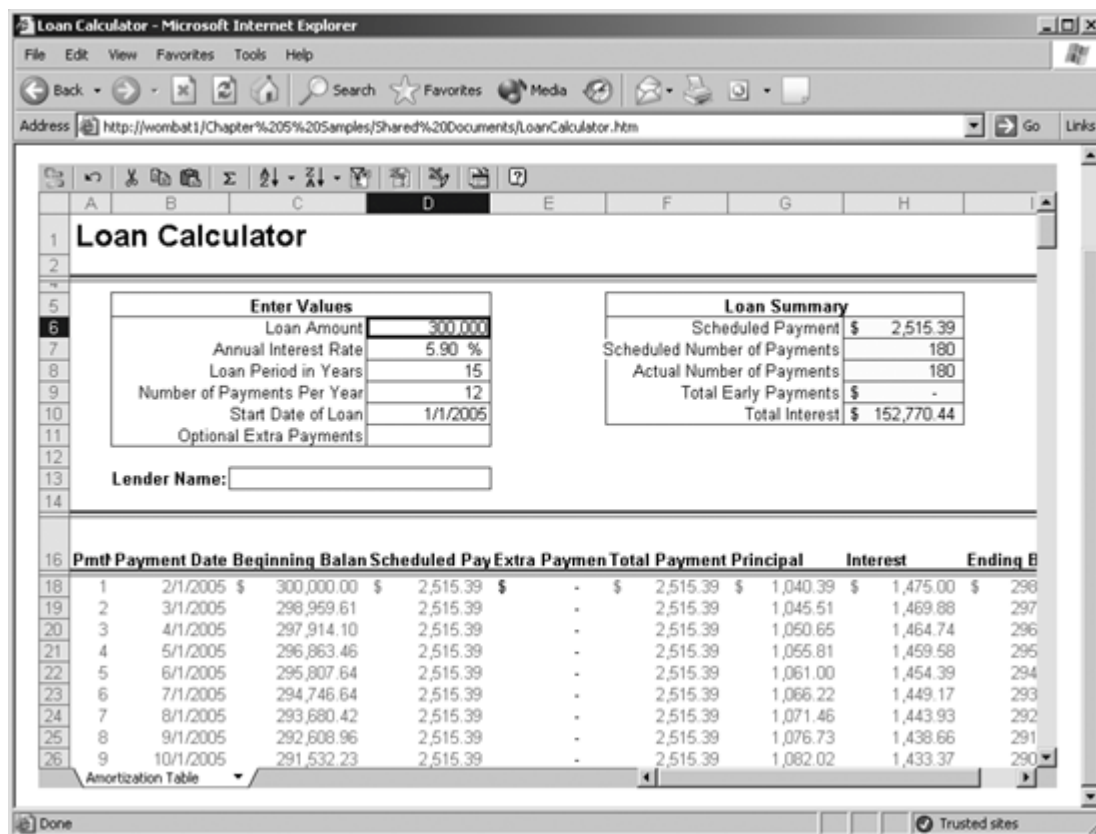 Loan Calculator - Microsoft Internet Explorer
File Edit View Favorites Tools Help
Back Search Favorites Media
Address http://wombat1/Chapter%205%20Samples/Shared%20Documents/LoanCalculator.htm Go Links
A B C D E F G H I
1 Loan Calculator
2
5 Enter Values Loan Summary
6 Loan Amount 300,000 Scheduled Payment $ 2,515.39
7 Annual Interest Rate 5.90 % Scheduled Number of Payments 180
8 Loan Period in Years 15 Actual Number of Payments 180
9 Number of Payments Per Year 12 Total Early Payments $ -
10 Start Date of Loan 1/1/2005 Total Interest $ 152,770.44
11 Optional Extra Payments
12
13 Lender Name:
14
16 Pmt Payment Date Beginning Balan Scheduled Pay Extra Paymen Total Payment Principal Interest Ending B
18 1 2/1/2005 $ 300,000.00 $ 2,515.39 $ - $ 2,515.39 $ 1,040.39 $ 1,475.00 $ 298
19 2 3/1/2005 298,959.61 2,515.39 - 2,515.39 1,045.51 1,469.88 297
20 3 4/1/2005 297,914.10 2,515.39 - 2,515.39 1,050.65 1,464.74 296
21 4 5/1/2005 296,863.46 2,515.39 - 2,515.39 1,055.81 1,459.58 295
22 5 6/1/2005 295,807.64 2,515.39 - 2,515.39 1,061.00 1,454.39 294
23 6 7/1/2005 294,746.64 2,515.39 - 2,515.39 1,066.22 1,449.17 293
24 7 8/1/2005 293,680.42 2,515.39 - 2,515.39 1,071.46 1,443.93 292
25 8 9/1/2005 292,608.96 2,515.39 - 2,515.39 1,076.73 1,438.66 291
26 9 10/1/2005 291,532.23 2,515.39 - 2,515.39 1,082.02 1,433.37 290
Amortization Table
Done Trusted sites